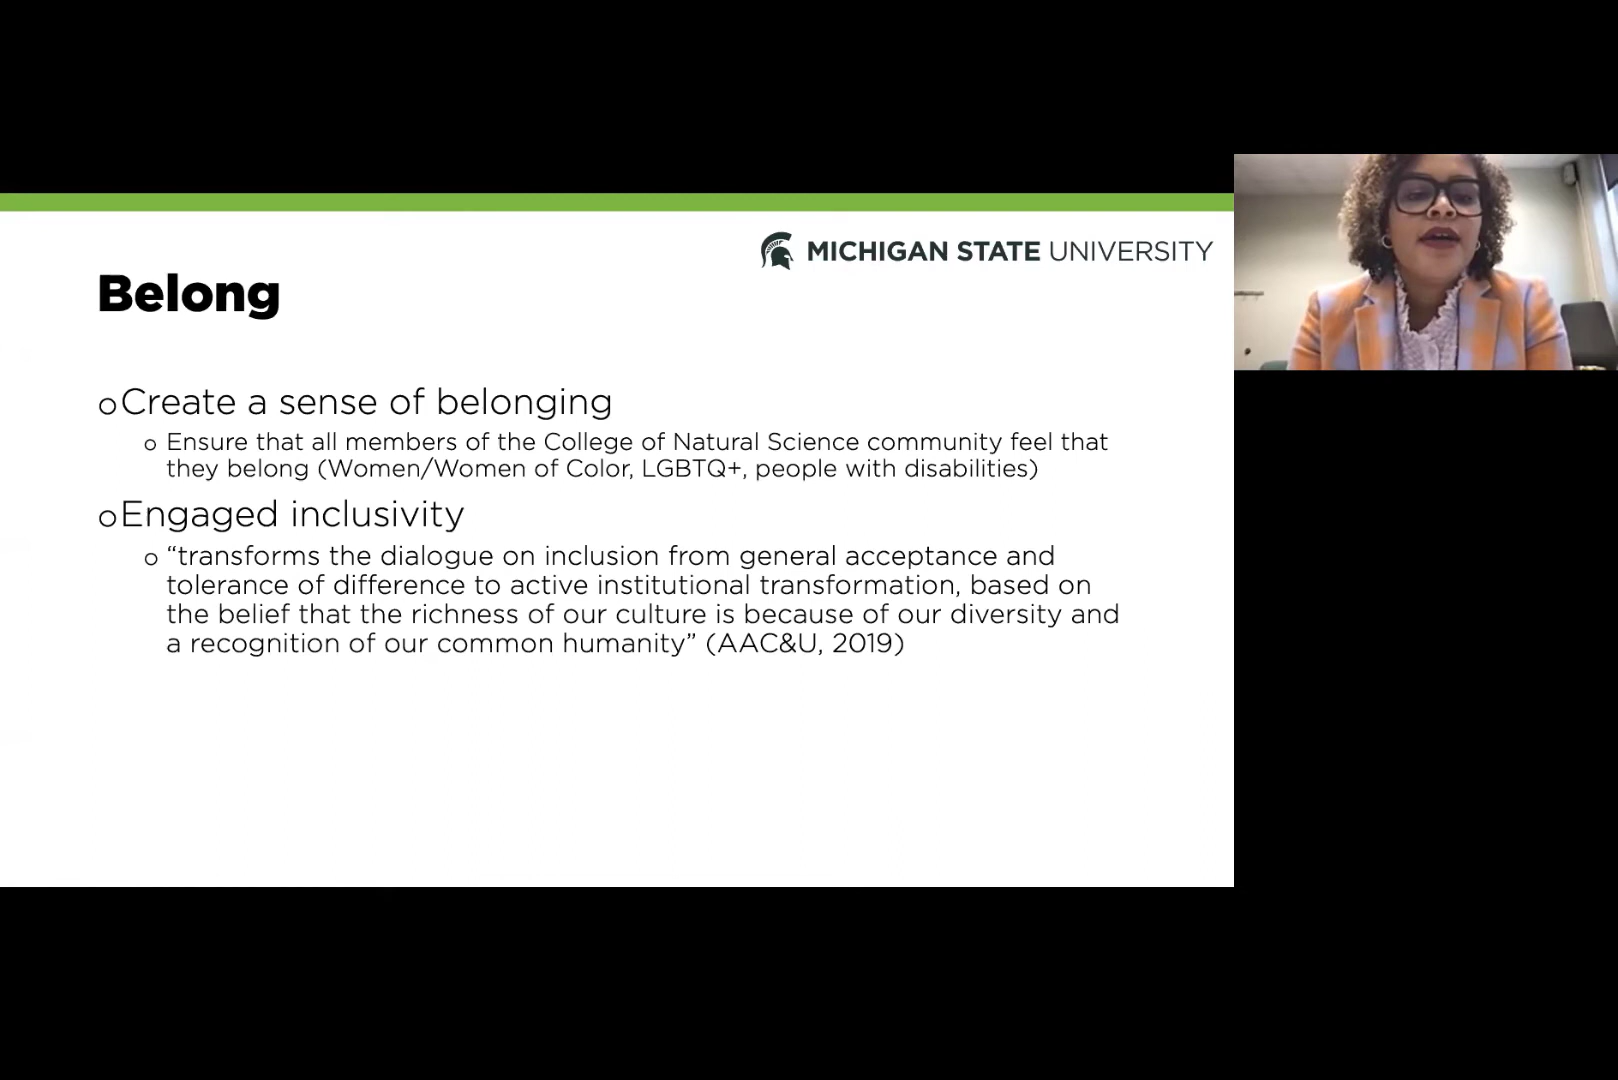 MICHIGAN STATE UNIVERSITY
Belong
o Create a sense of belonging
o Ensure that all members of the College of Natural Science community feel that
they belong (Women/Women of Color, LGBTQ+, people with disabilities)
o Engaged inclusivity
o “transforms the dialogue on inclusion from general acceptance and
tolerance of difference to active institutional transformation, based on
the belief that the richness of our culture is because of our diversity and
a recognition of our common humanity” (AAC&U, 2019)